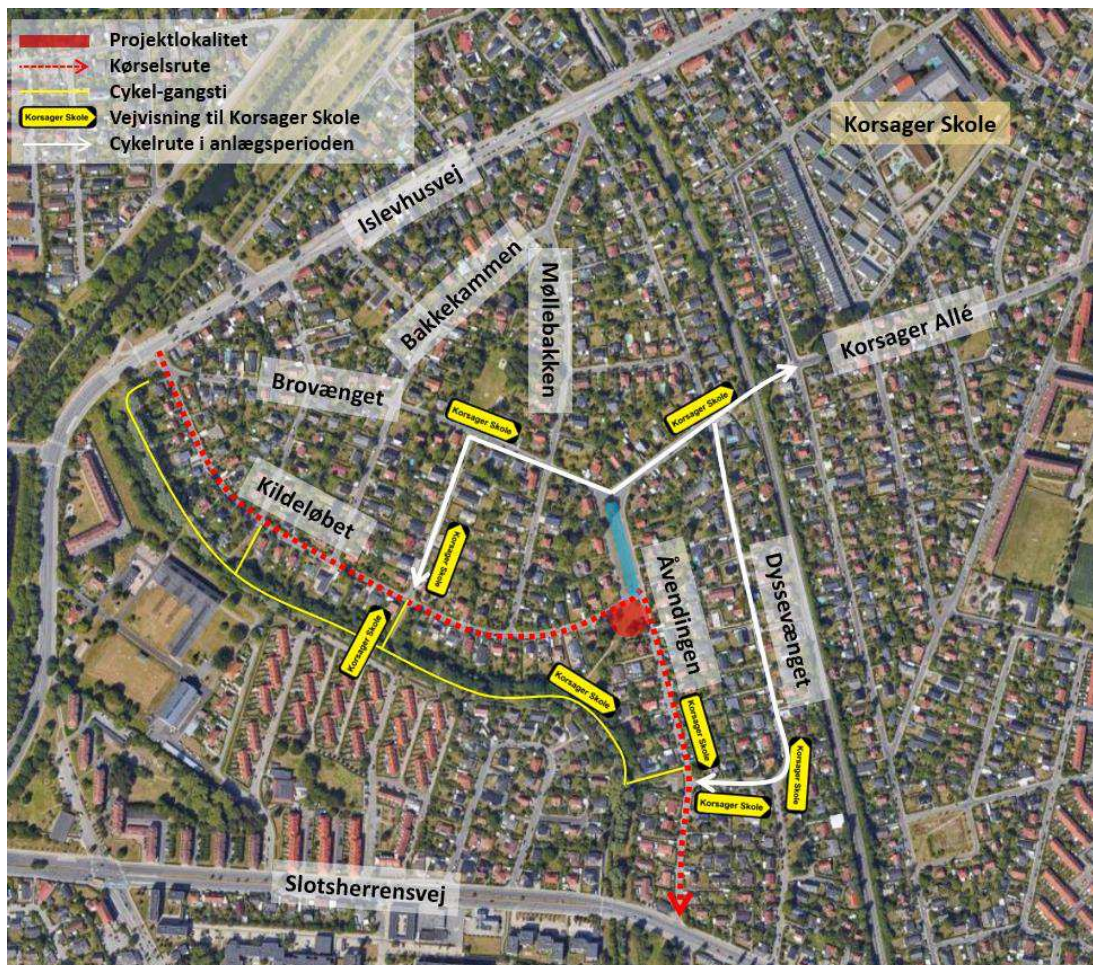 Projektlokalitet
Kørselsrute
Cykel-gangsti
Korsager Skole
Vejvisning til Korsager Skole
Cykelrute i anlægsperioden
Korsager Skole
Islevhusvej
Bakkekammen
Møllebakken
Korsager Allé
Brovænget
Korsager Skole
Korsager Skole
Kildeløbet
Korsager Skole
Åvendingen
Dyssevænget
Korsager Skole
Korsager Skole
Korsager Skole
Korsager Skole
Korsager Skole
Slotsherrensvej